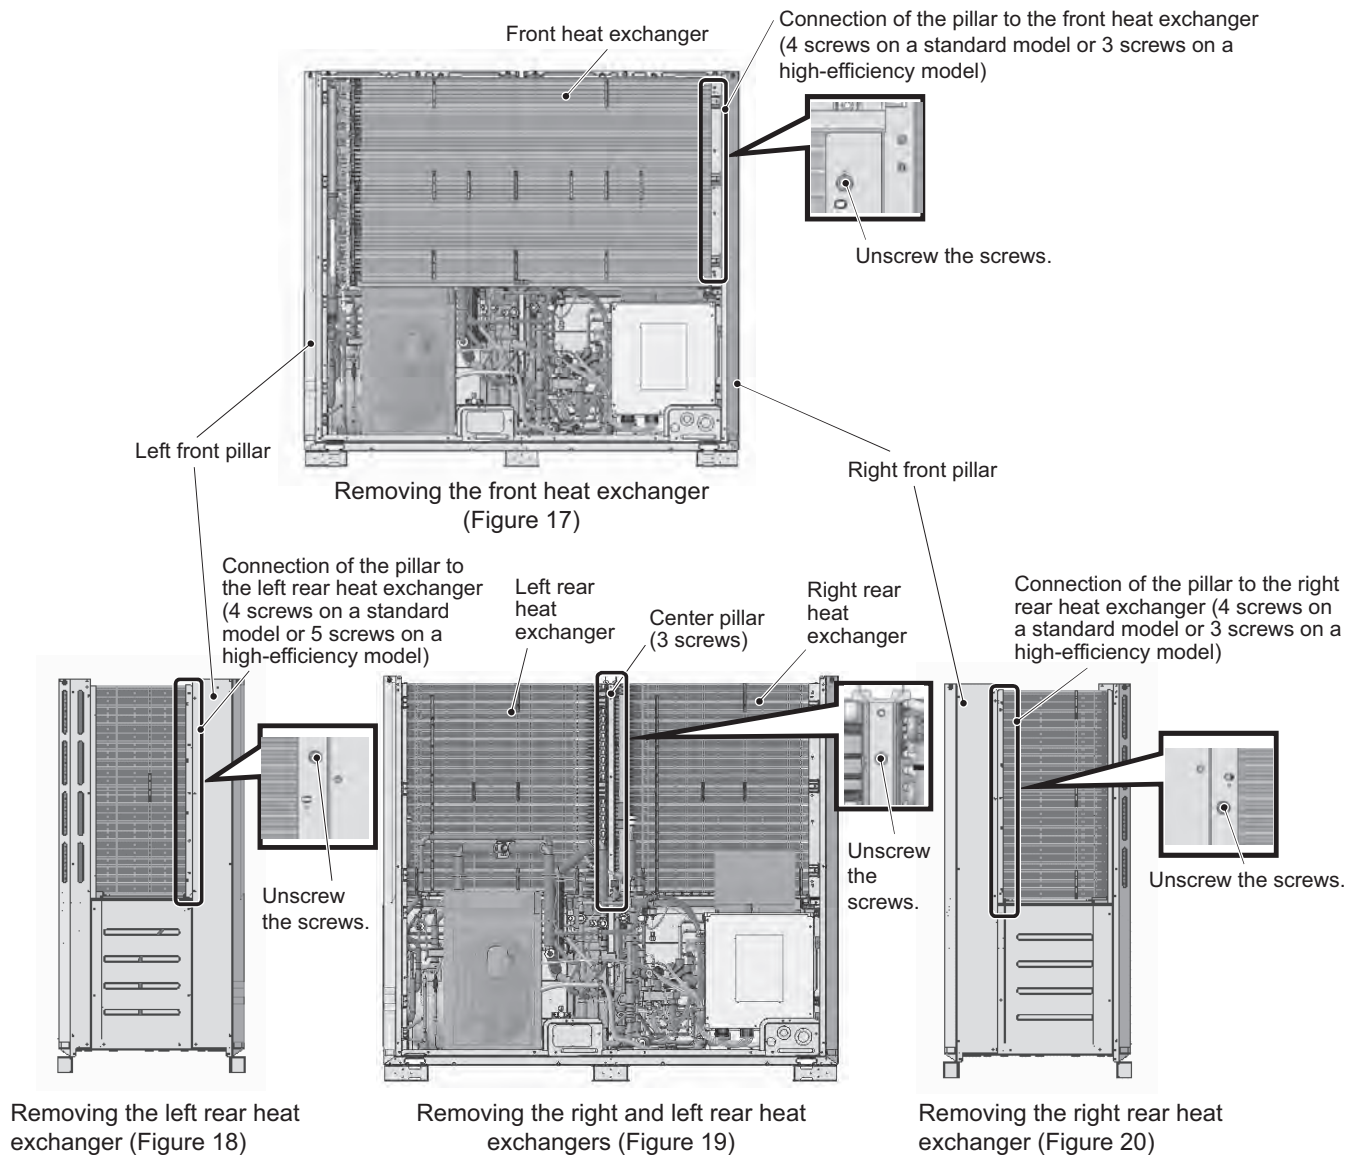 Front heat exchanger
Connection of the pillar to the front heat exchanger
(4 screws on a standard model or 3 screws on a
high-efficiency model)
Unscrew the screws.
Left front pillar
Right front pillar
Removing the front heat exchanger
(Figure 17)
Connection of the pillar to
the left rear heat exchanger
(4 screws on a standard
model or 5 screws on a
high-efficiency model)
Left rear
heat
exchanger
Center pillar
(3 screws)
Right rear
heat
exchanger
Connection of the pillar to the right
rear heat exchanger (4 screws on
a standard model or 3 screws on a
high-efficiency model)
Unscrew
the screws.
Unscrew
the
screws.
Unscrew the screws.
Removing the left rear heat
exchanger (Figure 18)
Removing the right and left rear heat
exchangers (Figure 19)
Removing the right rear heat
exchanger (Figure 20)